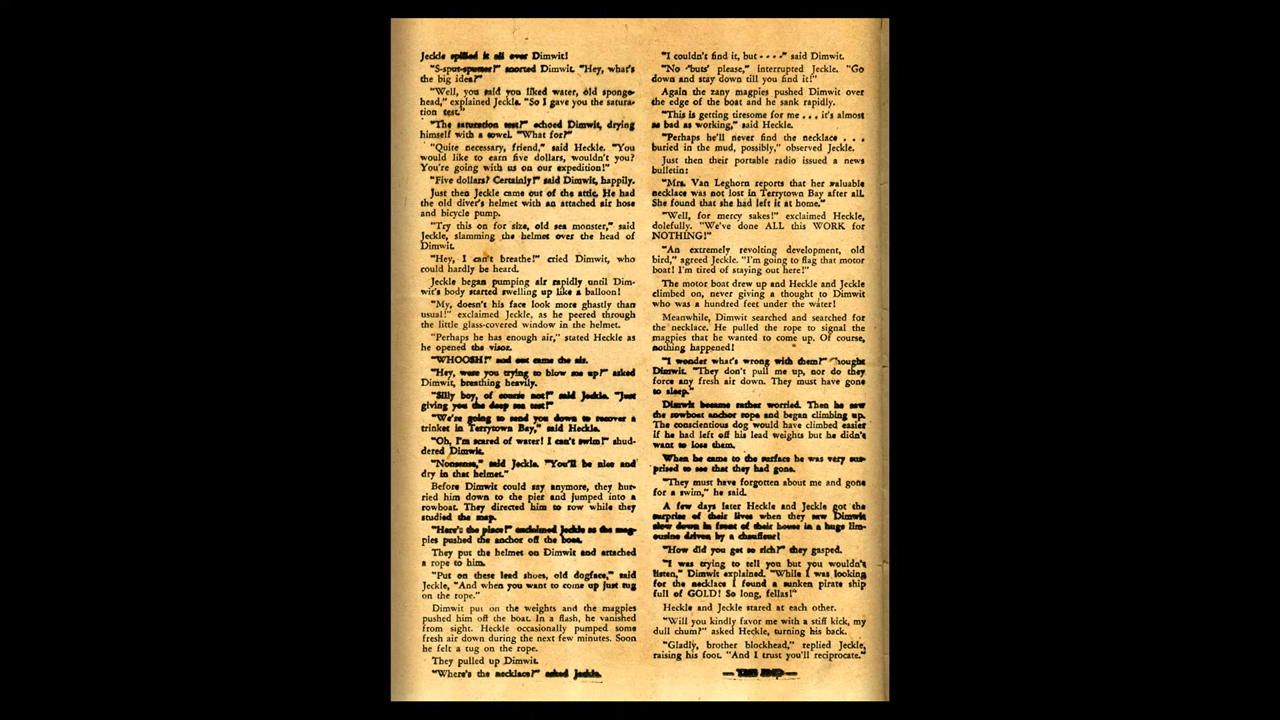 Jeckle spilled it all over Dimwit!
"S-sput-sputter!" snorted Dimwit. "Hey, what's
the big idea?"
"Well, you said you liked water, old sponge-
head," explained Jeckle. "So I gave you the satura-
tion test."
"The saturation test?" echoed Dimwit, drying
himself with a towel. "What for?"
"Quite necessary, friend," said Heckle. "You
would like to earn five dollars, wouldn't you?
You're going with us on our expedition!"
"Five dollars? Certainly!" said Dimwit, happily.
Just then Jeckle came out of the attic. He had
the old diver's helmet with an attached air hose
and bicycle pump.
"Try this on for size, old sea monster," said
Jeckle, slamming the helmet over the head of
Dimwit.
"Hey, I can't breathe!" cried Dimwit, who
could hardly be heard.
Jeckle began pumping air rapidly until Dim-
wit's body started swelling up like a balloon!
"My, doesn't his face look more ghastly than
usual!" exclaimed Jeckle, as he peered through
the little glass-covered window in the helmet.
"Perhaps he has enough air," stated Heckle as
he opened the visor.
"WHOOSH!" and out came the air.
"Hey, were you trying to blow me up?" asked
Dimwit, breathing heavily.
"Silly boy, of course not!" said Jeckle. "Just
giving you the deep sea test!"
"We're going to send you down to recover a
trinket in Terrytown Bay," said Heckle.
"Oh, I'm scared of water! I can't swim!" shud-
dered Dimwit.
"Nonsense," said Jeckle. "You'll be nice and
dry in that helmet."
Before Dimwit could say anymore, they hur-
ried him down to the pier and jumped into a
rowboat. They directed him to row while they
studied the map.
"Here's the place!" exclaimed Jeckle as the mag-
pies pushed the anchor off the boat.
They put the helmet on Dimwit and attached
a rope to him.
"Put on these lead shoes, old dogface," said
Jeckle, "And when you want to come up just tug
on the rope."
Dimwit put on the weights and the magpies
pushed him off the boat. In a flash, he vanished
from sight. Heckle occasionally pumped some
fresh air down during the next few minutes. Soon
he felt a tug on the rope.
They pulled up Dimwit.
"Where's the necklace?" asked Jeckle.
"I couldn't find it, but - - - -" said Dimwit.
"No 'buts' please," interrupted Jeckle. "Go
down and stay down till you find it!"
Again the zany magpies pushed Dimwit over
the edge of the boat and he sank rapidly.
"This is getting tiresome for me . . . it's almost
as bad as working," said Heckle.
"Perhaps he'll never find the necklace . . .
buried in the mud, possibly," observed Jeckle.
Just then their portable radio issued a news
bulletin:
"Mrs. Van Leghorn reports that her valuable
necklace was not lost in Terrytown Bay after all.
She found that she had left it at home."
"Well, for mercy sakes!" exclaimed Heckle,
dolefully. "We've done ALL this WORK for
NOTHING!"
"An extremely revolting development, old
bird," agreed Jeckle. "I'm going to flag that motor
boat! I'm tired of staying out here!"
The motor boat drew up and Heckle and Jeckle
climbed on, never giving a thought to Dimwit
who was a hundred feet under the water!
Meanwhile, Dimwit searched and searched for
the necklace. He pulled the rope to signal the
magpies that he wanted to come up. Of course,
nothing happened!
"I wonder what's wrong with them?" thought
Dimwit. "They don't pull me up, nor do they
force any fresh air down. They must have gone
to sleep."
Dimwit became rather worried. Then he saw
the rowboat anchor rope and began climbing up.
The conscientious dog would have climbed easier
if he had left off his lead weights but he didn't
want to lose them.
When he came to the surface he was very sur-
prised to see that they had gone.
"They must have forgotten about me and gone
for a swim," he said.
A few days later Heckle and Jeckle got the
surprise of their lives when they saw Dimwit
slow down in front of their house in a huge lim-
ousine driven by a chauffeur!
"How did you get so rich?" they gasped.
"I was trying to tell you but you wouldn't
listen," Dimwit explained. "While I was looking
for the necklace I found a sunken pirate ship
full of GOLD! So long, fellas!"
Heckle and Jeckle stared at each other.
"Will you kindly favor me with a stiff kick, my
dull chum?" asked Heckle, turning his back.
"Gladly, brother blockhead," replied Jeckle,
raising his foot. "And I trust you'll reciprocate."
— THE END —